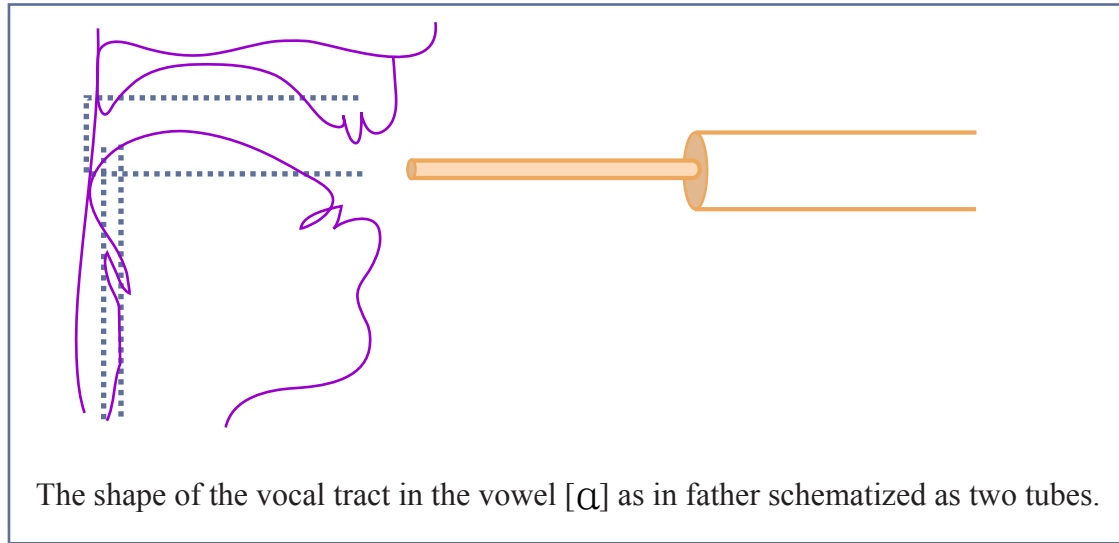 The shape of the vocal tract in the vowel [ɑ] as in father schematized as two tubes.